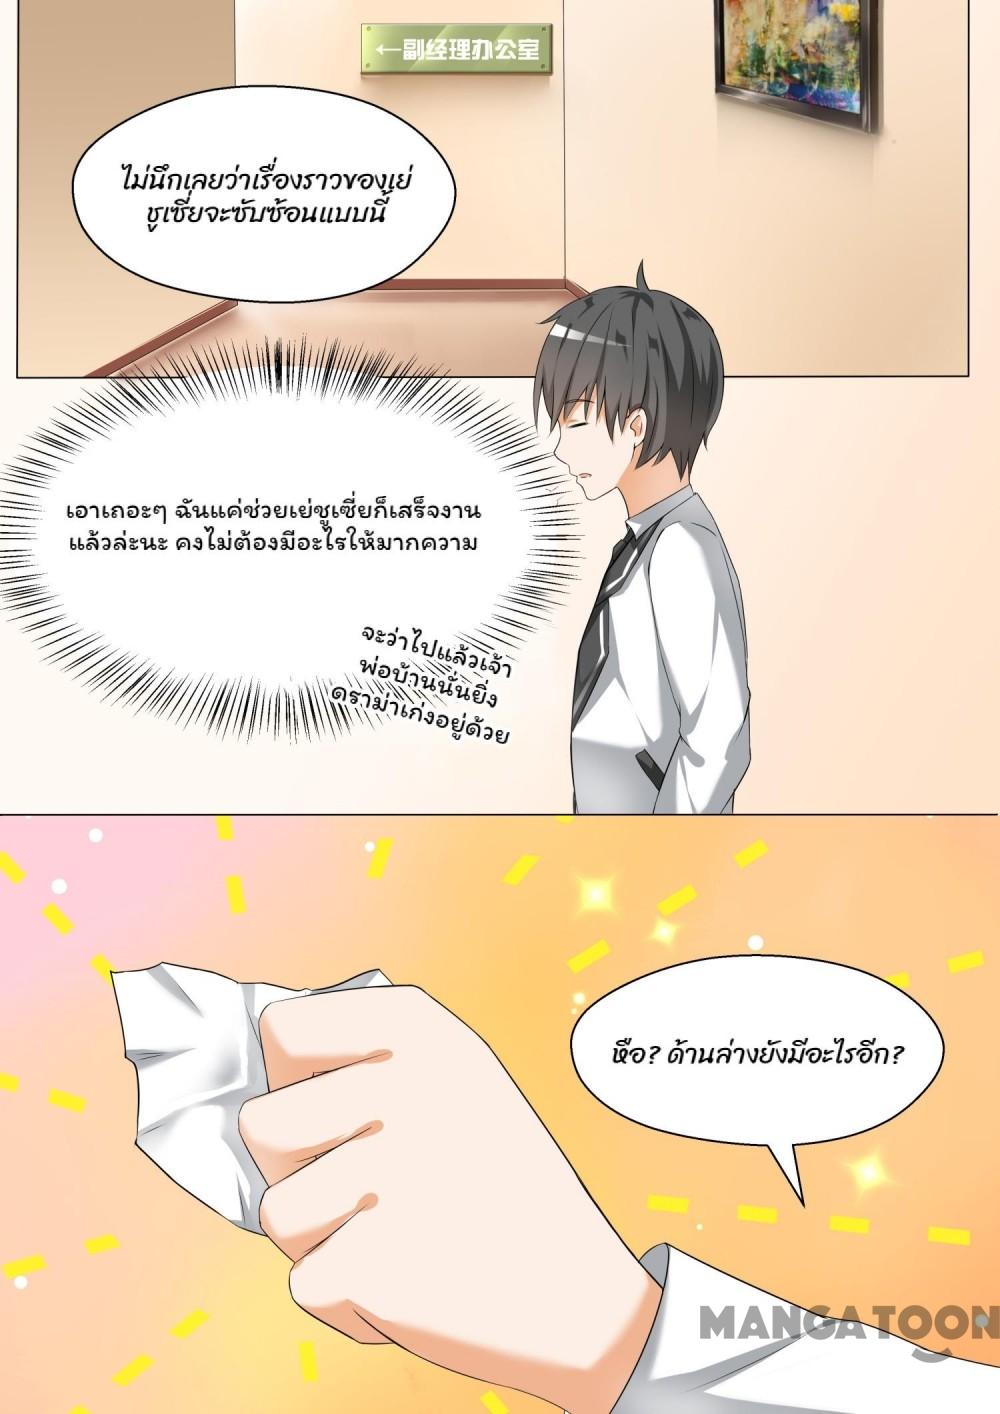 ←副经理办公室
ไม่นึกเลยว่าเรื่องราวของเย่
ชูเซี่ยจะซับซ้อนแบบนี้
เอาเถอะๆ ฉันแค่ช่วยเย่ชูเซี่ยก็เสร็จงาน
แล้วล่ะนะ คงไม่ต้องมีอะไรให้มากความ
จะว่าไปแล้วเจ้า
พ่อบ้านนั่นยิ่ง
ดราม่าเก่งอยู่ด้วย
หือ? ด้านล่างยังมีอะไรอีก?
MANGATOON